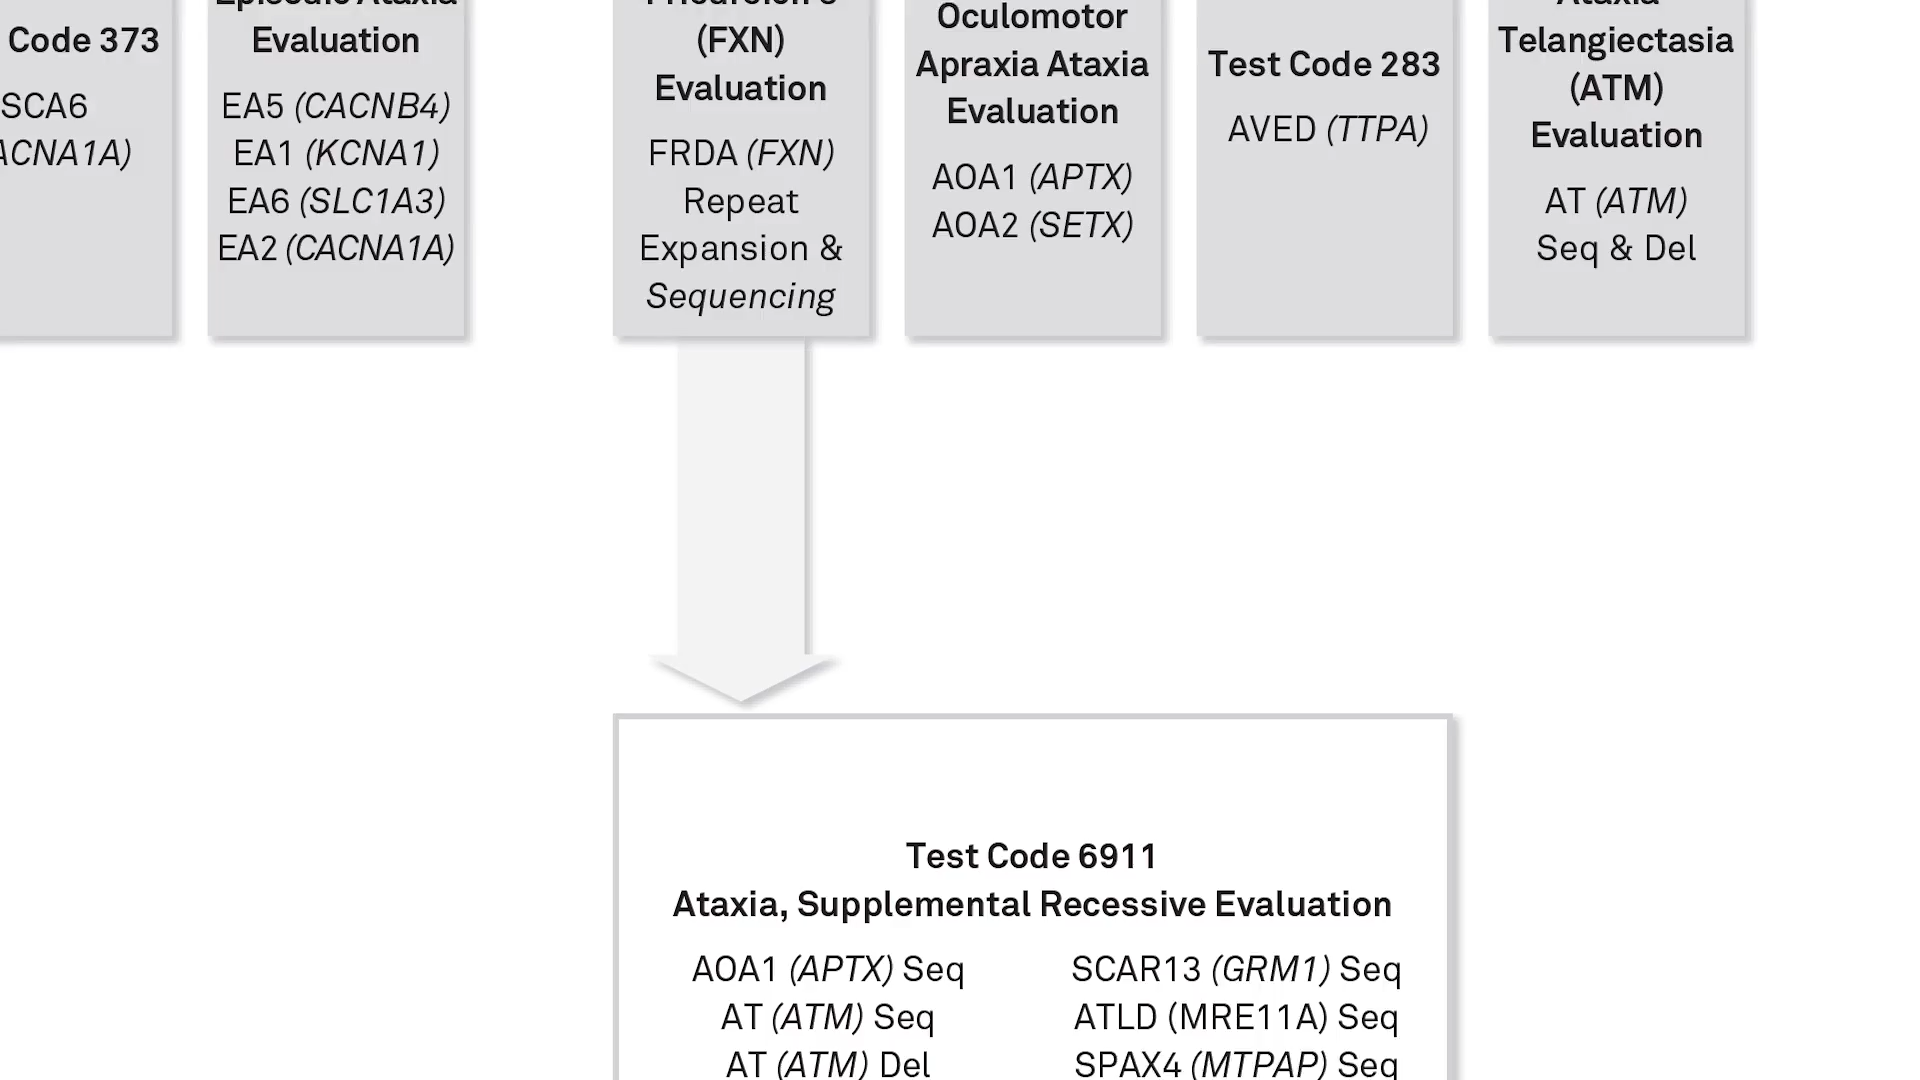 Code 373
SCA6
Episodic Ataxia
Evaluation
EA5 (CACNB4)
EA1 (KCNA1)
EA6 (SLC1A3)
EA2 (CACNA1A)
(FXN)
Evaluation
FRDA (FXN)
Repeat
Expansion &
Sequencing
Oculomotor
Apraxia Ataxia
Evaluation
AOA1 (APTX)
AOA2 (SETX)
Test Code 283
AVED (TTPA)
Ataxia
Telangiectasia
(ATM)
Evaluation
AT (ATM)
Seq & Del
Test Code 6911
Ataxia, Supplemental Recessive Evaluation
AOA1 (APTX) Seq
AT (ATM) Seq
AT (ATM) Del
SCAR13 (GRM1) Seq
ATLD (MRE11A) Seq
SPAX4 (MTPAP) Seq